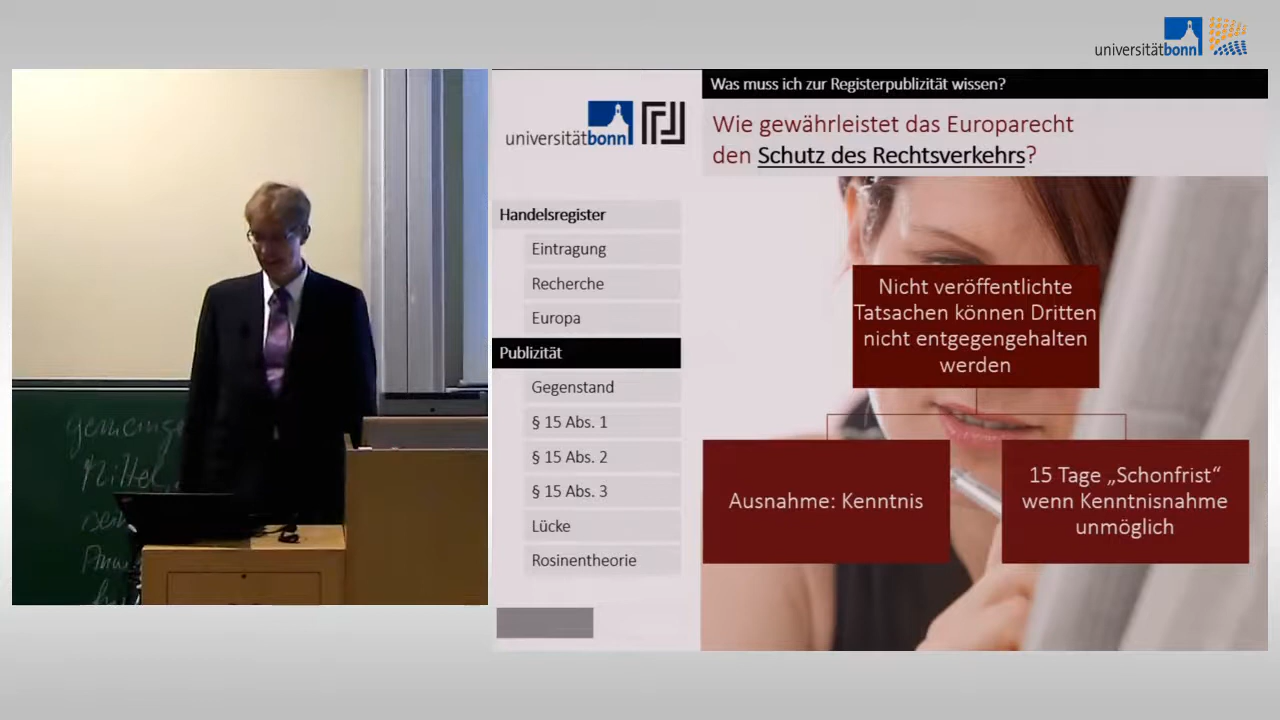 universitätbonn
universitätbonn
Handelsregister
Eintragung
Recherche
Europa
Publizität
Gegenstand
§ 15 Abs. 1
§ 15 Abs. 2
§ 15 Abs. 3
Lücke
Rosinentheorie
Was muss ich zur Registerpublizität wissen?
Wie gewährleistet das Europarecht
den Schutz des Rechtsverkehrs?
Nicht veröffentlichte
Tatsachen können Dritten
nicht entgegengehalten
werden
Ausnahme: Kenntnis
15 Tage „Schonfrist“
wenn Kenntnisnahme
unmöglich